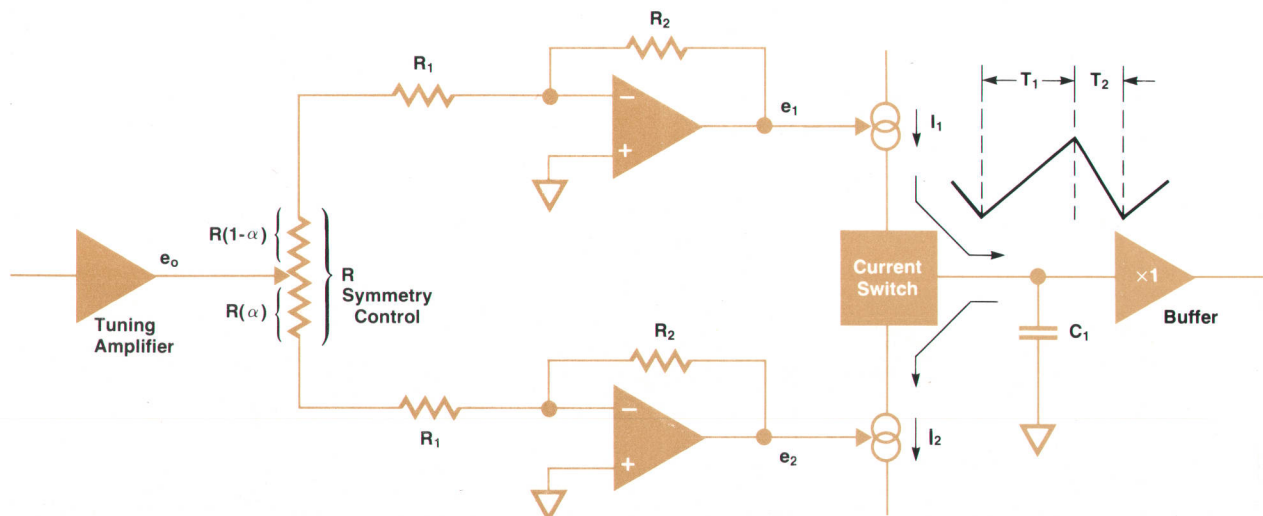 R₂
R₁
T₁
T₂
−
+
e₁
I₁
R(1-α)
R(α)
eₒ
R
Symmetry
Control
Tuning
Amplifier
Current
Switch
×1
Buffer
C₁
R₂
R₁
−
+
e₂
I₂